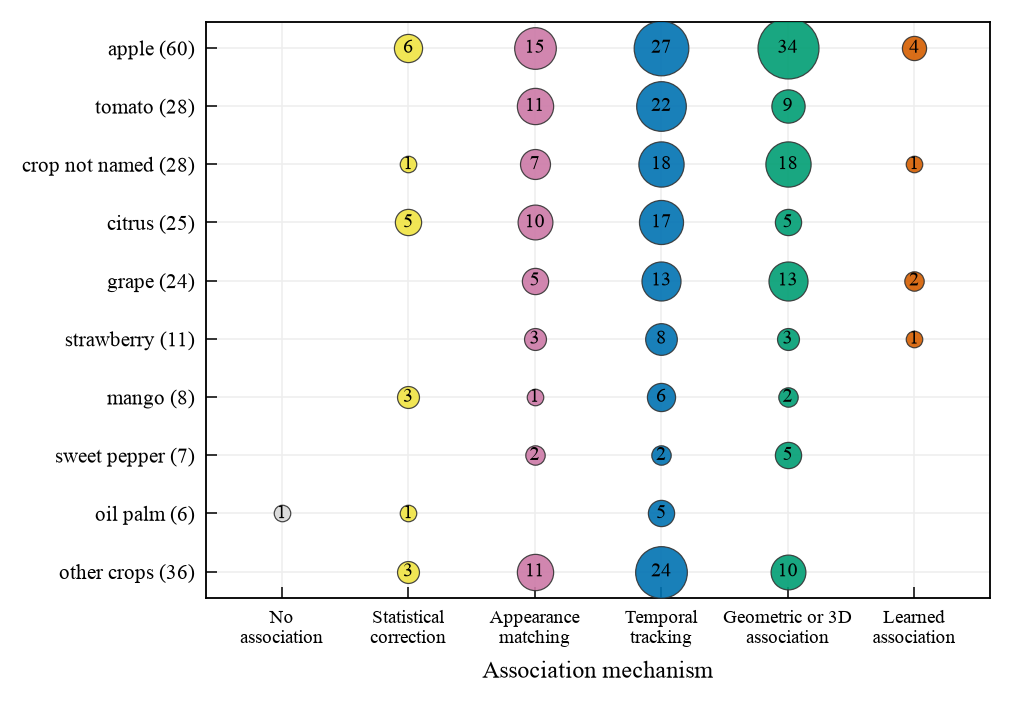 apple (60) 6 15 27 34 4
tomato (28) 11 22 9
crop not named (28) 1 7 18 18 1
citrus (25) 5 10 17 5
grape (24) 5 13 13 2
strawberry (11) 3 8 3 1
mango (8) 3 1 6 2
sweet pepper (7) 2 2 5
oil palm (6) 1 1 5
other crops (36) 3 11 24 10
No Statistical Appearance Temporal Geometric or 3D Learned
association correction matching tracking association association
Association mechanism